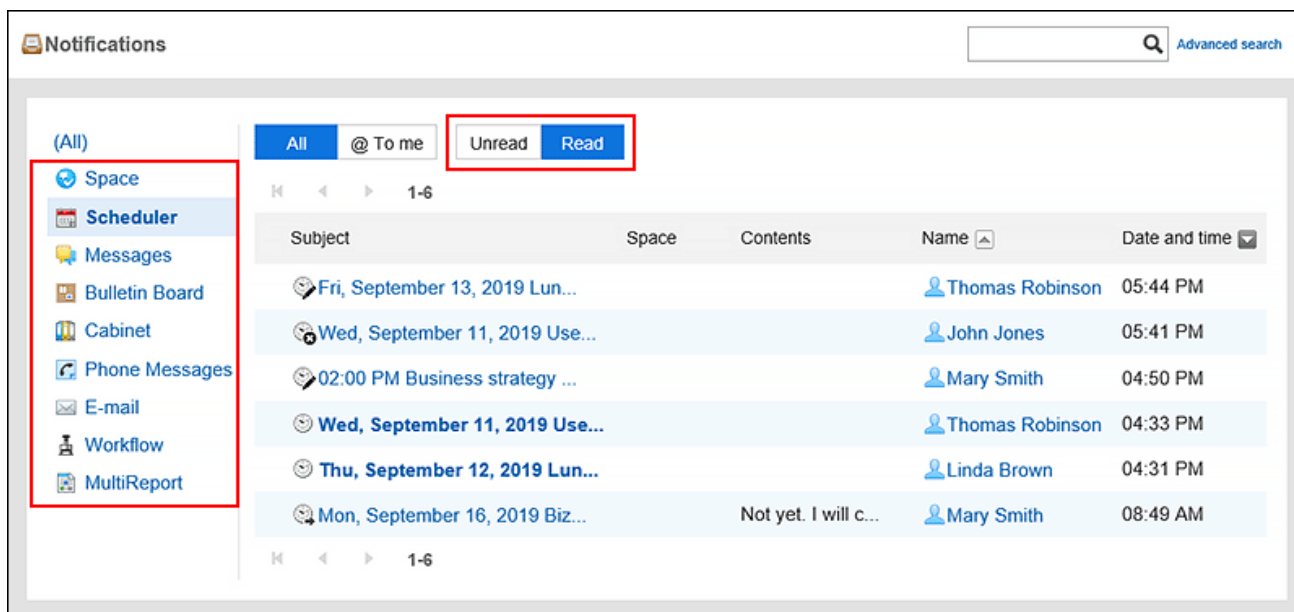 Notifications
Advanced search
(All)
Space
Scheduler
Messages
Bulletin Board
Cabinet
Phone Messages
E-mail
Workflow
MultiReport
All @ To me Unread Read
1-6
Subject Space Contents Name Date and time
Fri, September 13, 2019 Lun... Thomas Robinson 05:44 PM
Wed, September 11, 2019 Use... John Jones 05:41 PM
02:00 PM Business strategy ... Mary Smith 04:50 PM
Wed, September 11, 2019 Use... Thomas Robinson 04:33 PM
Thu, September 12, 2019 Lun... Linda Brown 04:31 PM
Mon, September 16, 2019 Biz... Not yet. I will c... Mary Smith 08:49 AM
1-6